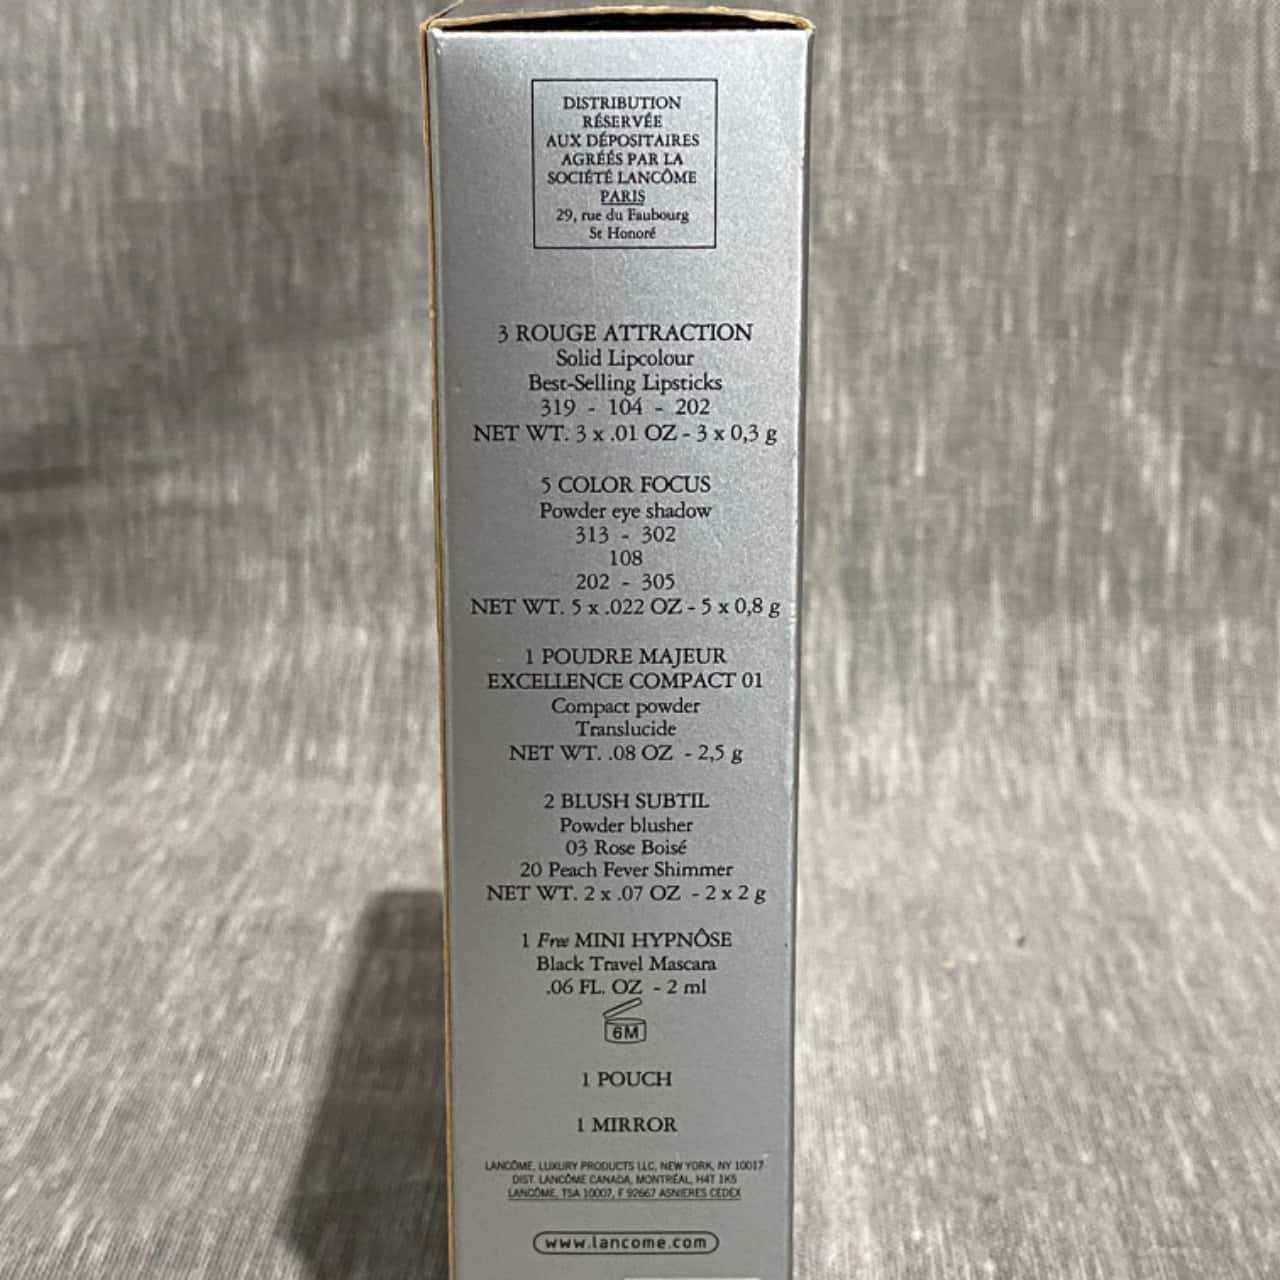 DISTRIBUTION
RÉSERVÉE
AUX DÉPOSITAIRES
AGRÉÉS PAR LA
SOCIÉTÉ LANCÔME
PARIS
29, rue du Faubourg
St Honoré
3 ROUGE ATTRACTION
Solid Lipcolour
Best-Selling Lipsticks
319 - 104 - 202
NET WT. 3 x .01 OZ - 3 x 0,3 g
5 COLOR FOCUS
Powder eye shadow
313 - 302
108
202 - 305
NET WT. 5 x .022 OZ - 5 x 0,8 g
1 POUDRE MAJEUR
EXCELLENCE COMPACT 01
Compact powder
Translucide
NET WT. .08 OZ - 2,5 g
2 BLUSH SUBTIL
Powder blusher
03 Rose Boisé
20 Peach Fever Shimmer
NET WT. 2 x .07 OZ - 2 x 2 g
1 Free MINI HYPNÔSE
Black Travel Mascara
.06 FL. OZ - 2 ml
6M
1 POUCH
1 MIRROR
LANCÔME, LUXURY PRODUCTS LLC, NEW YORK, NY 10017
DIST. LANCÔME CANADA, MONTRÉAL, H4T 1K5
LANCÔME, TSA 10007, F 92667 ASNIERES CEDEX
www.lancome.com